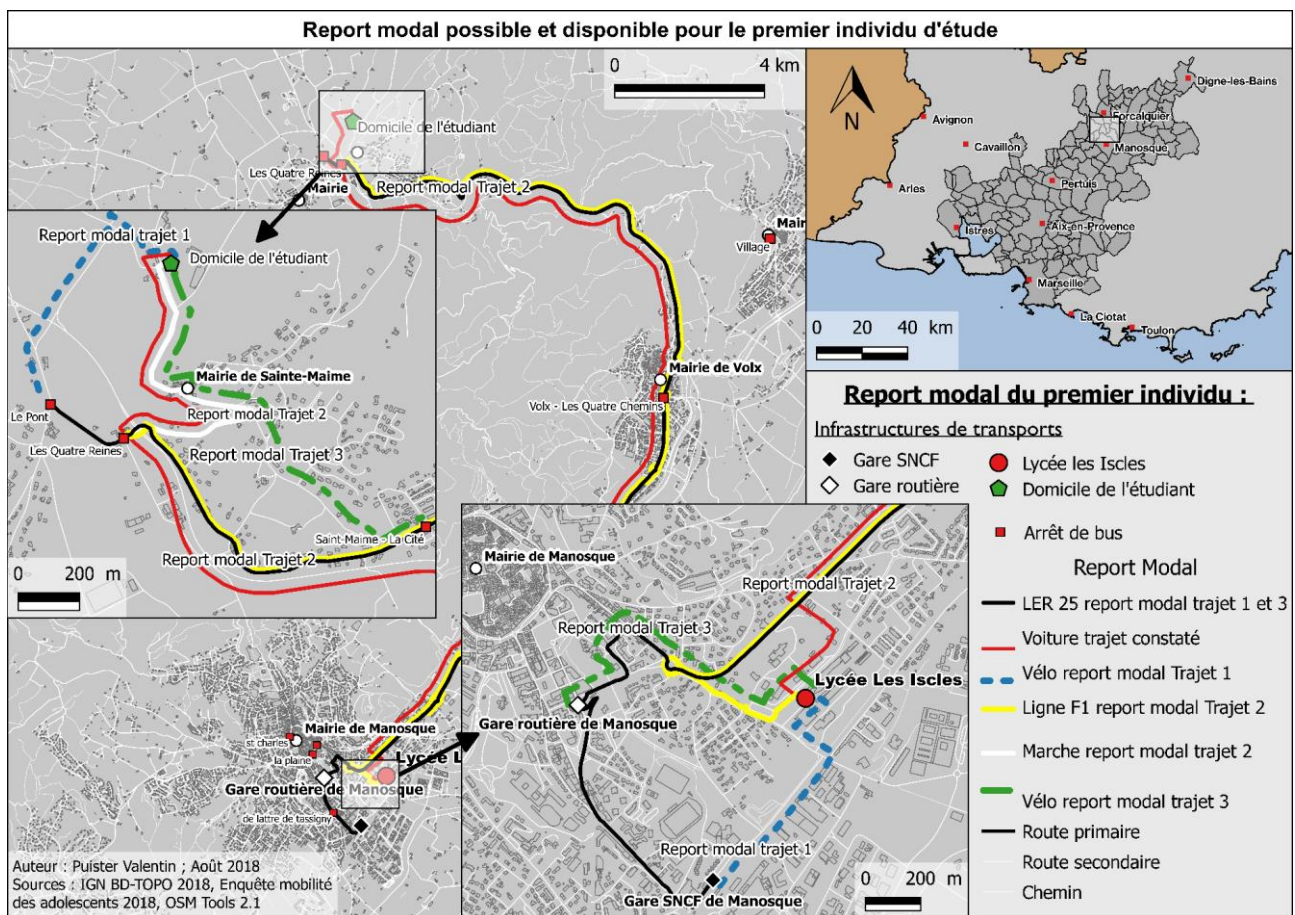 Report modal possible et disponible pour le premier individu d'étude
0 4 km
Domicile de l'étudiant
Les Quatre Reines
Mairie
Report modal Trajet 2
Mair
Village
Mairie de Volx
Volx - Les Quatre Chemins
Report modal trajet 1
Domicile de l'étudiant
Mairie de Sainte-Maime
Le Pont
Report modal Trajet 2
Les Quatre Reines
Report modal Trajet 3
Saint-Maime - La Cité
Report modal Trajet 2
0 200 m
Mairie de Manosque
st charles
la plaine
Lycée L
Gare routière de Manosque
de lattre de tassigny
Auteur : Puister Valentin ; Août 2018
Sources : IGN BD-TOPO 2018, Enquête mobilité
des adolescents 2018, OSM Tools 2.1
Mairie de Manosque
Report modal Trajet 2
Report modal Trajet 3
Lycée Les Iscles
Gare routière de Manosque
Report modal trajet 1
Gare SNCF de Manosque
0 200 m
N
Digne-les-Bains
Forcalquier
Avignon
Cavaillon
Manosque
Arles
Pertuis
Istres
Aix-en-Provence
Marseille
La Ciotat
Toulon
0 20 40 km
Report modal du premier individu :
Infrastructures de transports
Gare SNCF
Lycée les Iscles
Gare routière
Domicile de l'étudiant
Arrêt de bus
Report Modal
LER 25 report modal trajet 1 et 3
Voiture trajet constaté
Vélo report modal Trajet 1
Ligne F1 report modal Trajet 2
Marche report modal trajet 2
Vélo report modal trajet 3
Route primaire
Route secondaire
Chemin